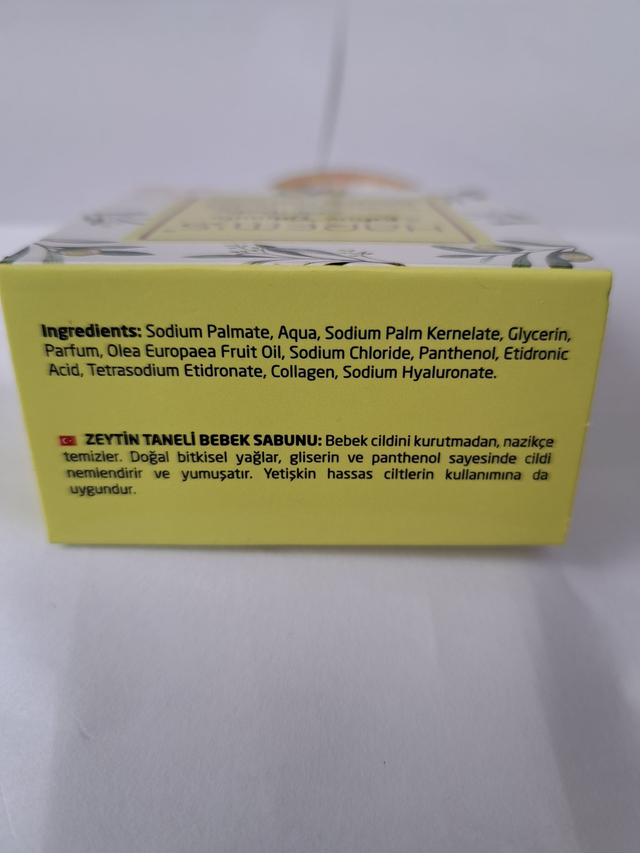 HAREM'S
Ingredients: Sodium Palmate, Aqua, Sodium Palm Kernelate, Glycerin,
Parfum, Olea Europaea Fruit Oil, Sodium Chloride, Panthenol, Etidronic
Acid, Tetrasodium Etidronate, Collagen, Sodium Hyaluronate.
ZEYTİN TANELİ BEBEK SABUNU: Bebek cildini kurutmadan, nazikçe
temizler. Doğal bitkisel yağlar, gliserin ve panthenol sayesinde cildi
nemlendirir ve yumuşatır. Yetişkin hassas ciltlerin kullanımına da
uygundur.